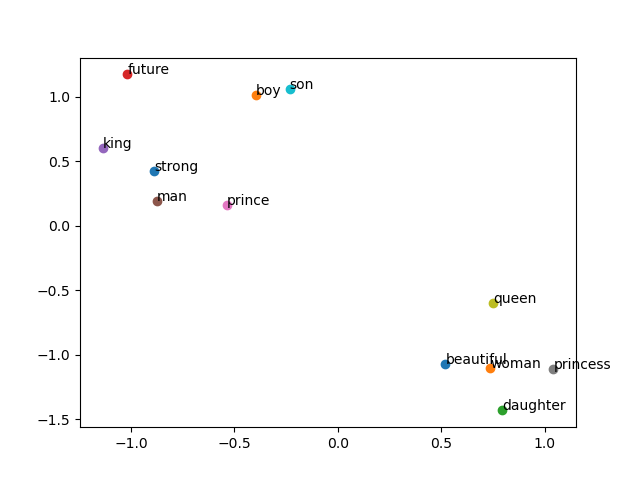 future
boy
son
1.0
king
0.5
strong
man
prince
0.0
−0.5
queen
−1.0
beautiful
woman
princess
daughter
−1.5
−1.0
−0.5
0.0
0.5
1.0